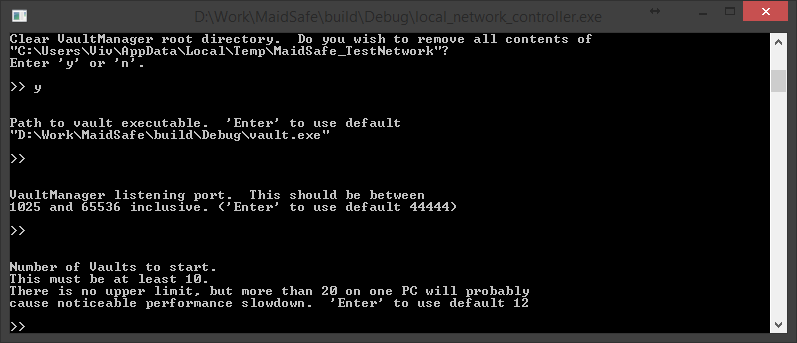 D:\Work\MaidSafe\build\Debug\local_network_controller.exe
Clear VaultManager root directory.  Do you wish to remove all contents of
"C:\Users\Viv\AppData\Local\Temp\MaidSafe_TestNetwork"?
Enter 'y' or 'n'.
>> y
Path to vault executable.  'Enter' to use default
"D:\Work\MaidSafe\build\Debug\vault.exe"
>>
VaultManager listening port.  This should be between
1025 and 65536 inclusive. ('Enter' to use default 44444)
>>
Number of Vaults to start.
This must be at least 10.
There is no upper limit, but more than 20 on one PC will probably
cause noticeable performance slowdown.  'Enter' to use default 12
>>